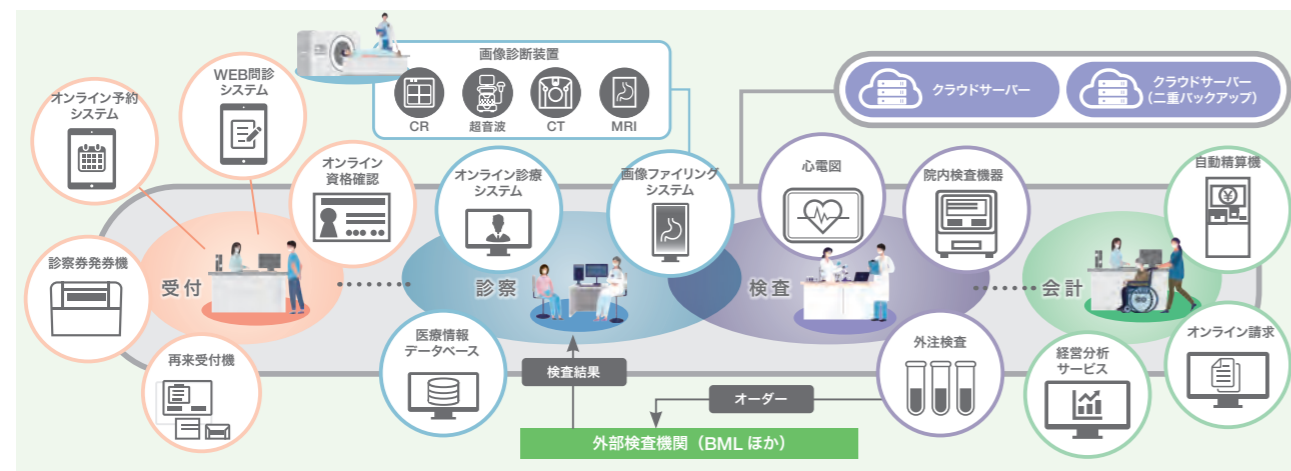 画像診断装置
CR
超音波
CT
MRI
クラウドサーバー
クラウドサーバー
(二重バックアップ)
オンライン予約
システム
WEB問診
システム
オンライン
資格確認
診察券発券機
再来受付機
受付
オンライン診療
システム
画像ファイリング
システム
診察
医療情報
データベース
心電図
院内検査機器
検査
外注検査
自動精算機
会計
経営分析
サービス
オンライン請求
検査結果
オーダー
外部検査機関（BML ほか）